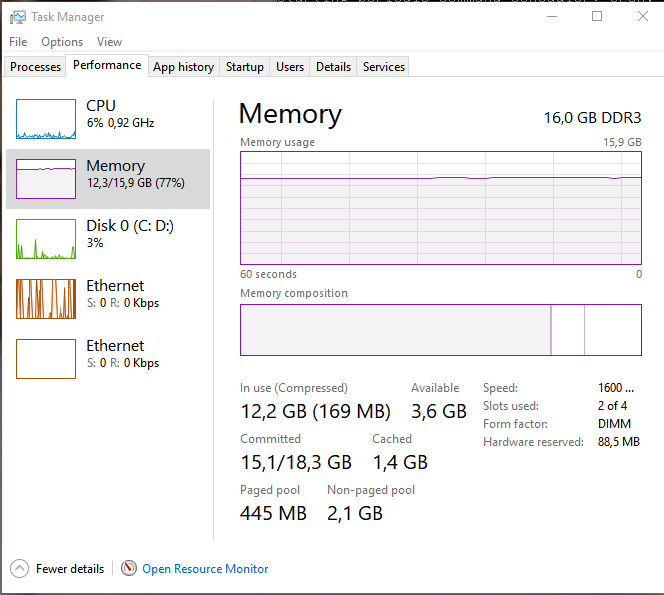 Task Manager
File Options View
Processes Performance App history Startup Users Details Services
CPU
6% 0,92 GHz
Memory
12,3/15,9 GB (77%)
Disk 0 (C: D:)
3%
Ethernet
S: 0 R: 0 Kbps
Ethernet
S: 0 R: 0 Kbps
Memory 16,0 GB DDR3
Memory usage 15,9 GB
60 seconds 0
Memory composition
In use (Compressed) Available
12,2 GB (169 MB) 3,6 GB
Committed Cached
15,1/18,3 GB 1,4 GB
Paged pool Non-paged pool
445 MB 2,1 GB
Speed: 1600 ...
Slots used: 2 of 4
Form factor: DIMM
Hardware reserved: 88,5 MB
Fewer details Open Resource Monitor